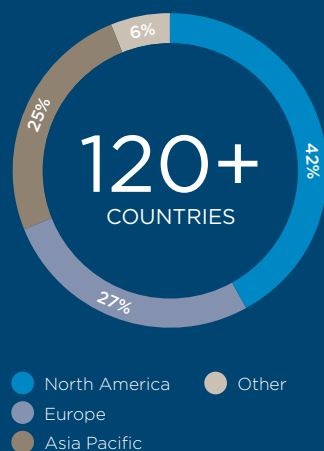 6%
25%
42%
120+
COUNTRIES
27%
North America
Other
Europe
Asia Pacific